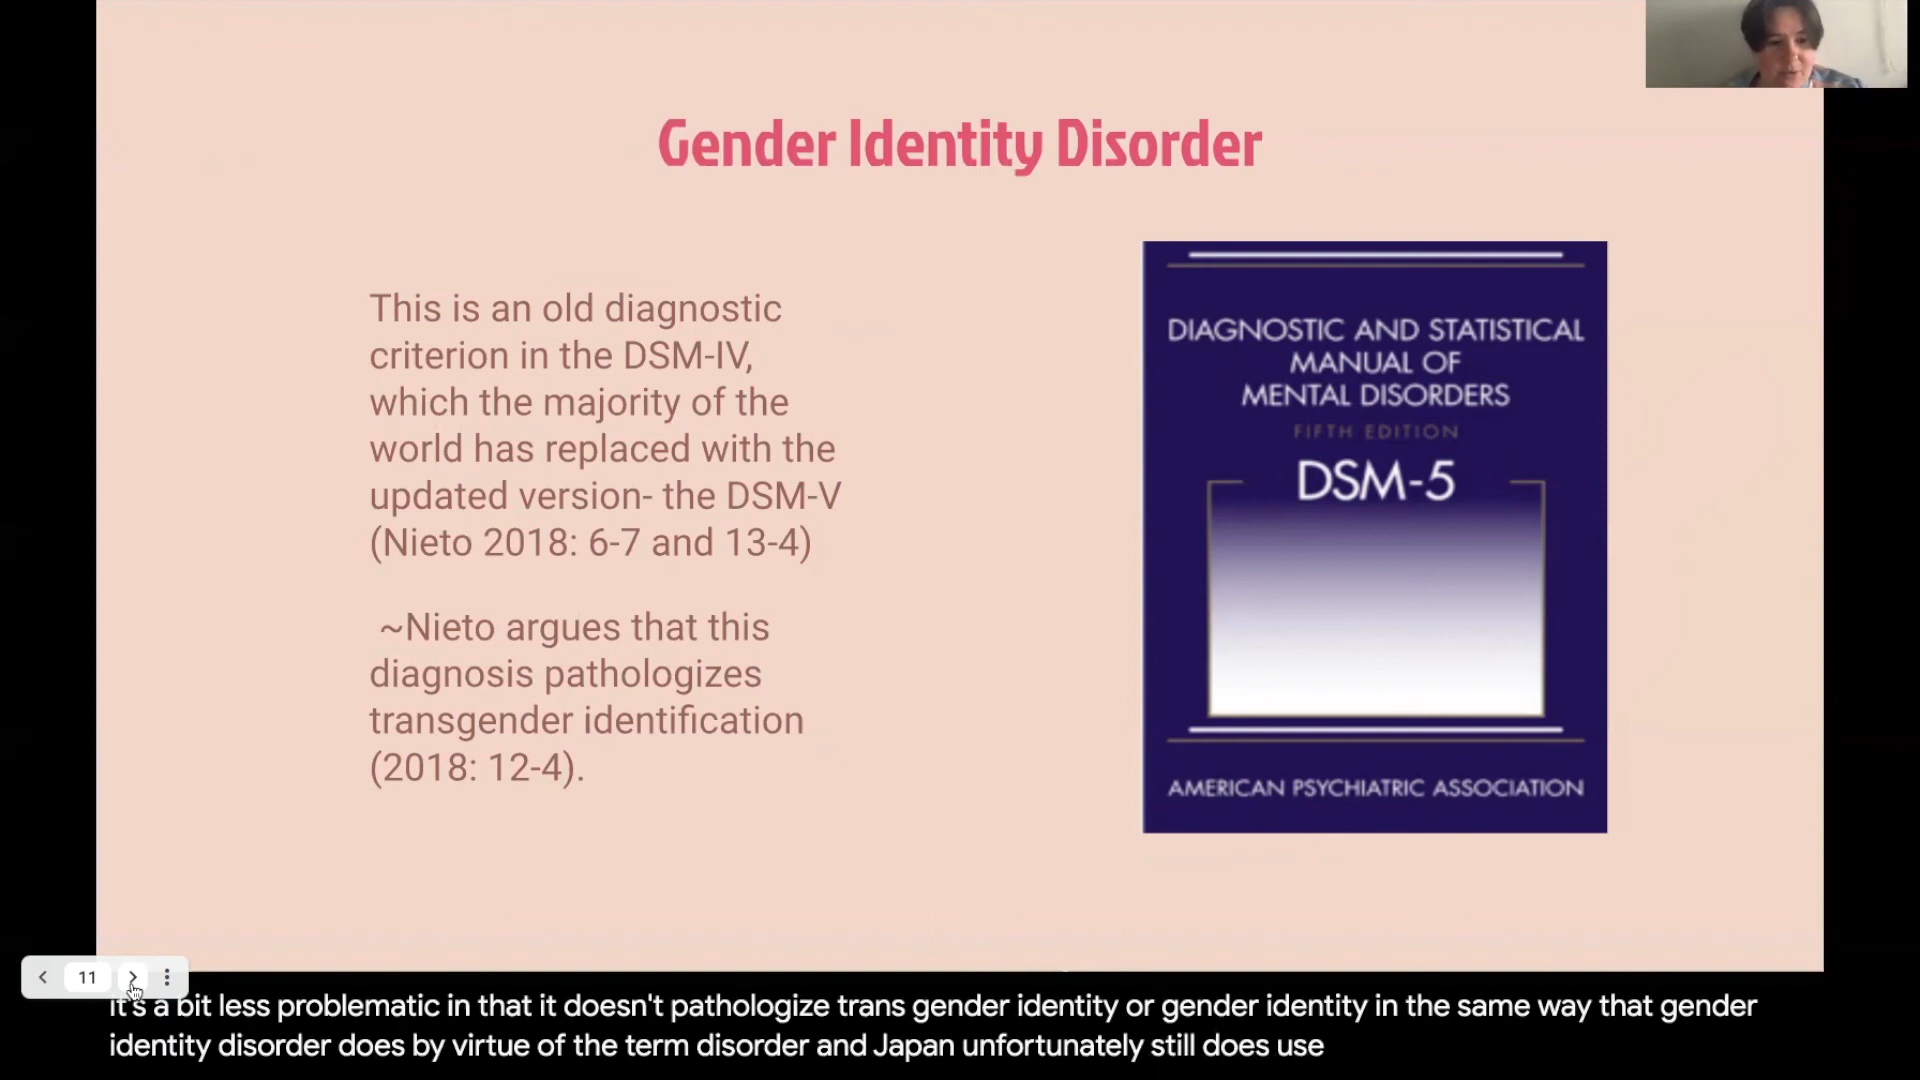 Gender Identity Disorder
This is an old diagnostic
criterion in the DSM-IV,
which the majority of the
world has replaced with the
updated version- the DSM-V
(Nieto 2018: 6-7 and 13-4)
~Nieto argues that this
diagnosis pathologizes
transgender identification
(2018: 12-4).
DIAGNOSTIC AND STATISTICAL
MANUAL OF
MENTAL DISORDERS
FIFTH EDITION
DSM-5
AMERICAN PSYCHIATRIC ASSOCIATION
11
it's a bit less problematic in that it doesn't pathologize trans gender identity or gender identity in the same way that gender
identity disorder does by virtue of the term disorder and Japan unfortunately still does use